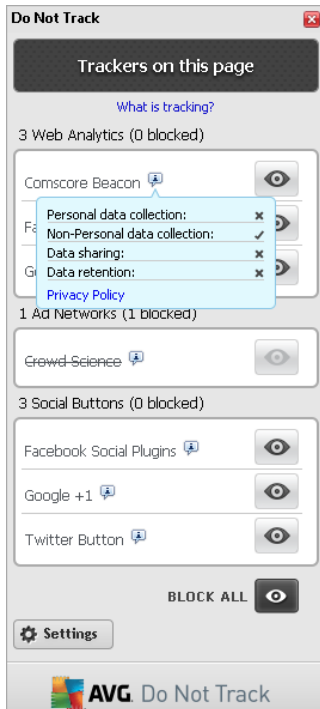 Do Not Track
Trackers on this page
What is tracking?
3 Web Analytics (0 blocked)
Comscore Beacon
Personal data collection:
Non-Personal data collection:
Data sharing:
Data retention:
Privacy Policy
1 Ad Networks (1 blocked)
Crowd Science
3 Social Buttons (0 blocked)
Facebook Social Plugins
Google +1
Twitter Button
BLOCK ALL
Settings
AVG. Do Not Track